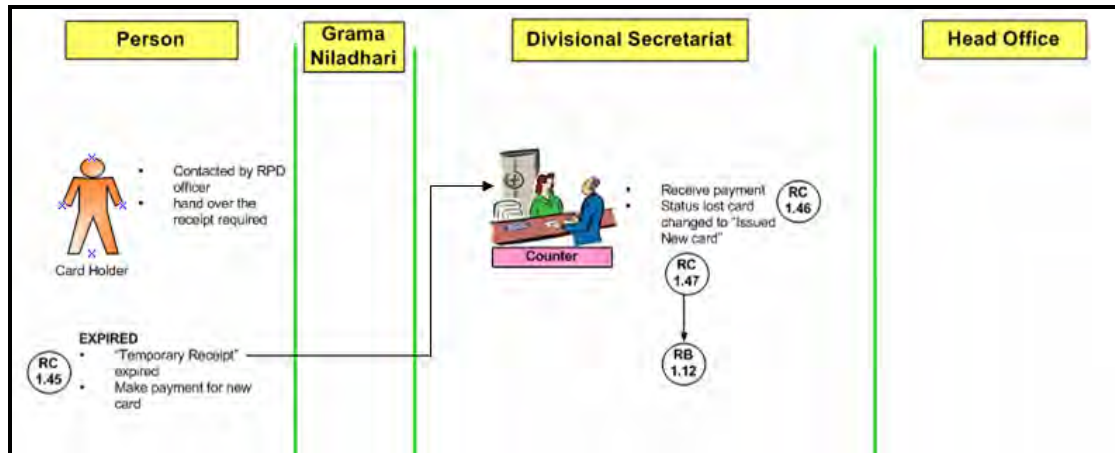 Person
Grama
Niladhari
Divisional Secretariat
Head Office
• Contacted by RPD
officer
• hand over the
receipt required
Card Holder
EXPIRED
RC
1.45
• "Temporary Receipt"
expired
• Make payment for new
card
Counter
• Receive payment
• Status lost card
changed to "Issued
New card"
RC
1.46
RC
1.47
RB
1.12